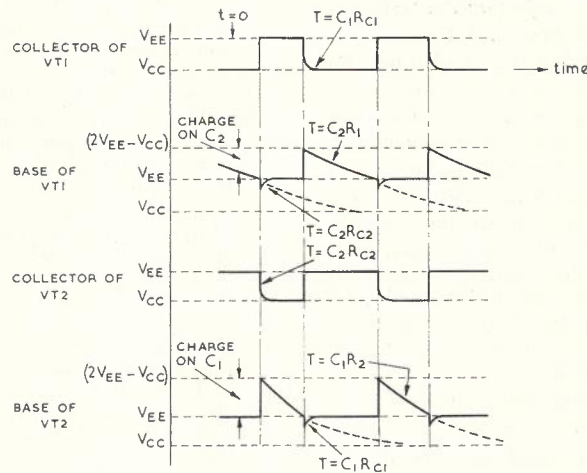 t=0
VEE
T=C1RC1
COLLECTOR OF
VT1
VCC
time
CHARGE
ON C2
(2VEE–VCC)
T=C2R1
BASE OF
VT1
VEE
VCC
T=C2RC2
T=C2RC2
COLLECTOR OF
VT2
VEE
VCC
CHARGE
ON C1
(2VEE–VCC)
T=C1R2
BASE OF
VT2
VEE
VCC
T=C1RC1